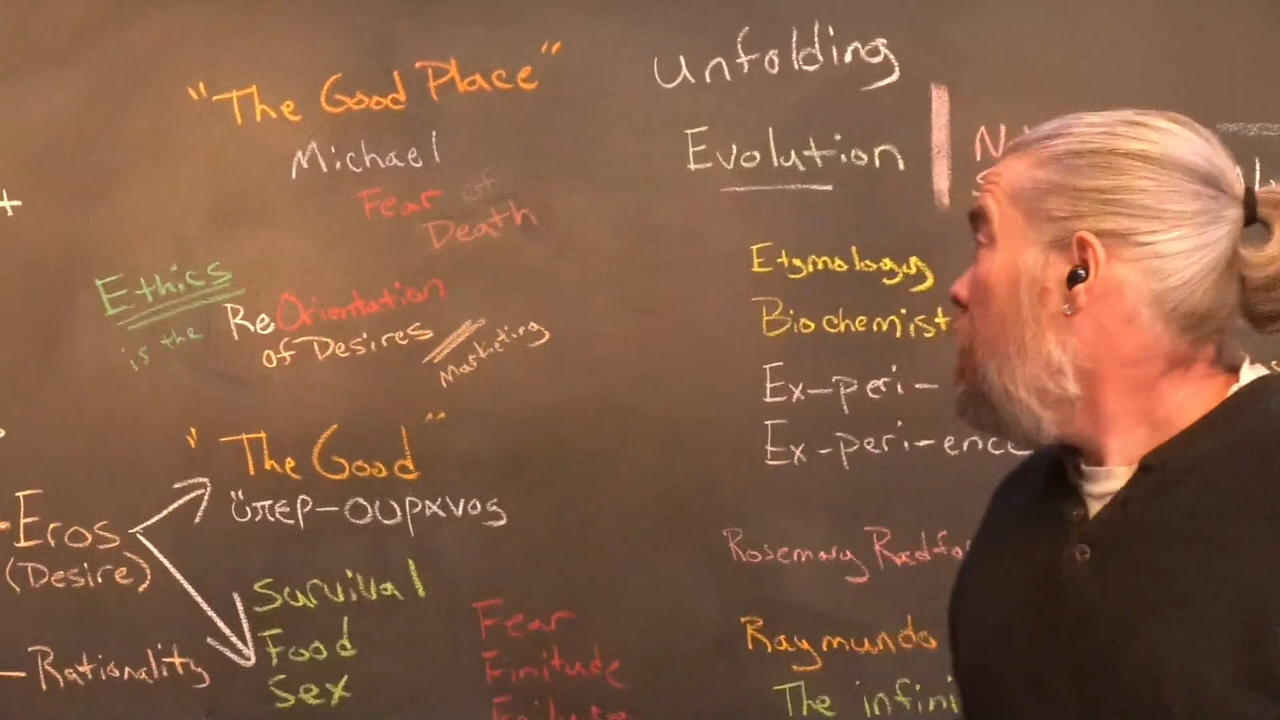 "The Good Place"
Michael
Fear of
Death
Ethics
is the
ReOrientation
of Desires
Marketing
"The Good"
ὕπερ-ουρανος
Eros
(Desire)
Rationality
Survival
Food
Sex
Fear
Finitude
Unfolding
Evolution
Etymology
Biochemist
Ex-peri-
Ex-peri-ence
Rosemary Radfo
Raymundo
The infini